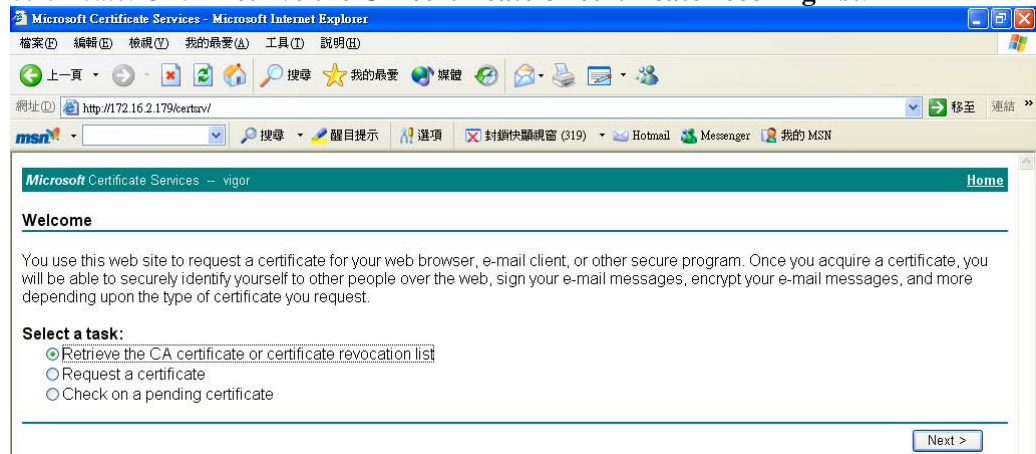 Microsoft Certificate Services - Microsoft Internet Explorer
檔案(F) 編輯(E) 檢視(V) 我的最愛(A) 工具(T) 說明(H)
上一頁 搜尋 我的最愛 媒體
網址(D) http://172.16.2.179/certsrv/ 移至 連結 »
msn 搜尋 醒目提示 選項 封鎖快顯視窗 (319) Hotmail Messenger 我的 MSN
Microsoft Certificate Services -- vigor Home
Welcome
You use this web site to request a certificate for your web browser, e-mail client, or other secure program. Once you acquire a certificate, you
will be able to securely identify yourself to other people over the web, sign your e-mail messages, encrypt your e-mail messages, and more
depending upon the type of certificate you request.
Select a task:
Retrieve the CA certificate or certificate revocation list
Request a certificate
Check on a pending certificate
Next >